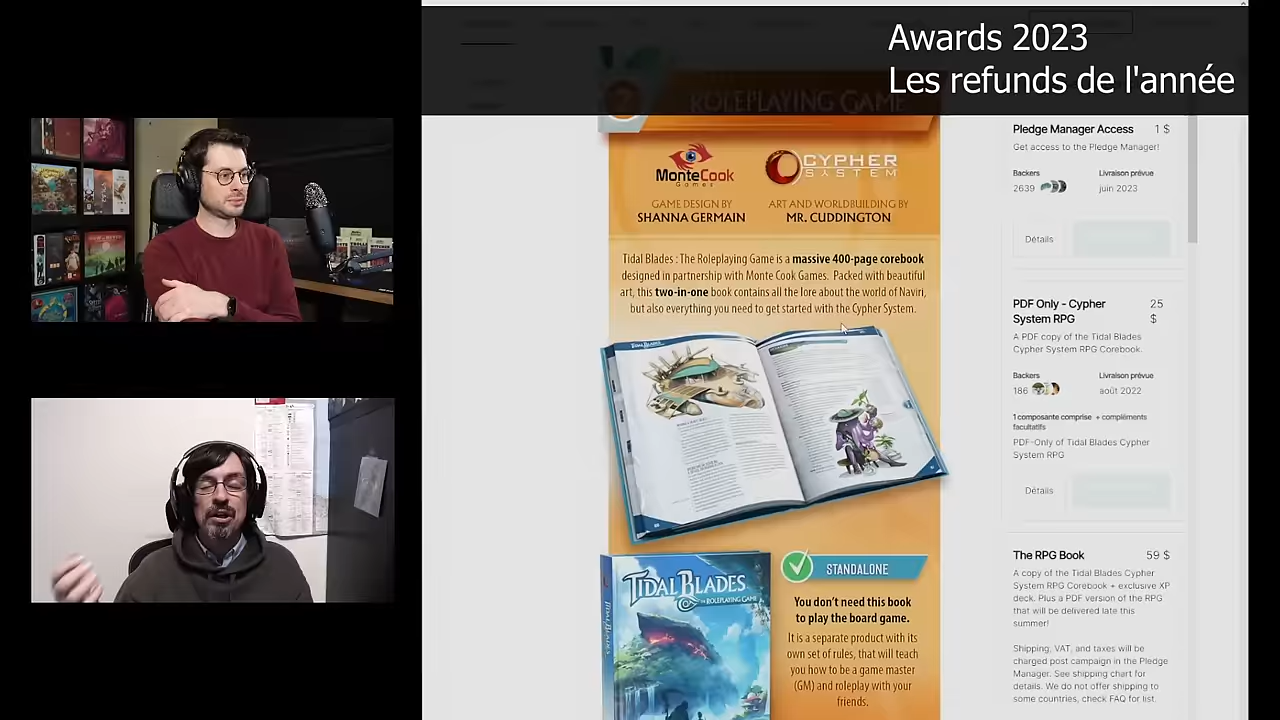 Awards 2023
Les refunds de l'année
ROLEPLAYING GAME
MonteCook
Games
CYPHER
SYSTEM
GAME DESIGN BY
SHANNA GERMAIN
ART AND WORLDBUILDING BY
MR. CUDDINGTON
Tidal Blades : The Roleplaying Game is a massive 400-page corebook
designed in partnership with Monte Cook Games. Packed with beautiful
art, this two-in-one book contains all the lore about the world of Naviri,
but also everything you need to get started with the Cypher System.
TIDAL BLADES
THE ROLEPLAYING GAME
STANDALONE
You don't need this book
to play the board game.
It is a separate product with its
own set of rules, that will teach
you how to be a game master
(GM) and roleplay with your
friends.
Pledge Manager Access 1 $
Get access to the Pledge Manager!
Backers Livraison prévue
2639 juin 2023
Détails
PDF Only - Cypher 25
System RPG $
A PDF copy of the Tidal Blades
Cypher System RPG Corebook.
Backers Livraison prévue
186 août 2022
1 composante comprise + compléments
facultatifs
PDF-Only of Tidal Blades Cypher
System RPG
Détails
The RPG Book 59 $
A copy of the Tidal Blades Cypher
System RPG Corebook + exclusive XP
deck. Plus a PDF version of the RPG
that will be delivered late this
summer!
Shipping, VAT, and taxes will be
charged post campaign in the Pledge
Manager. See shipping chart for
details. We do not offer shipping to
some countries, check FAQ for list.